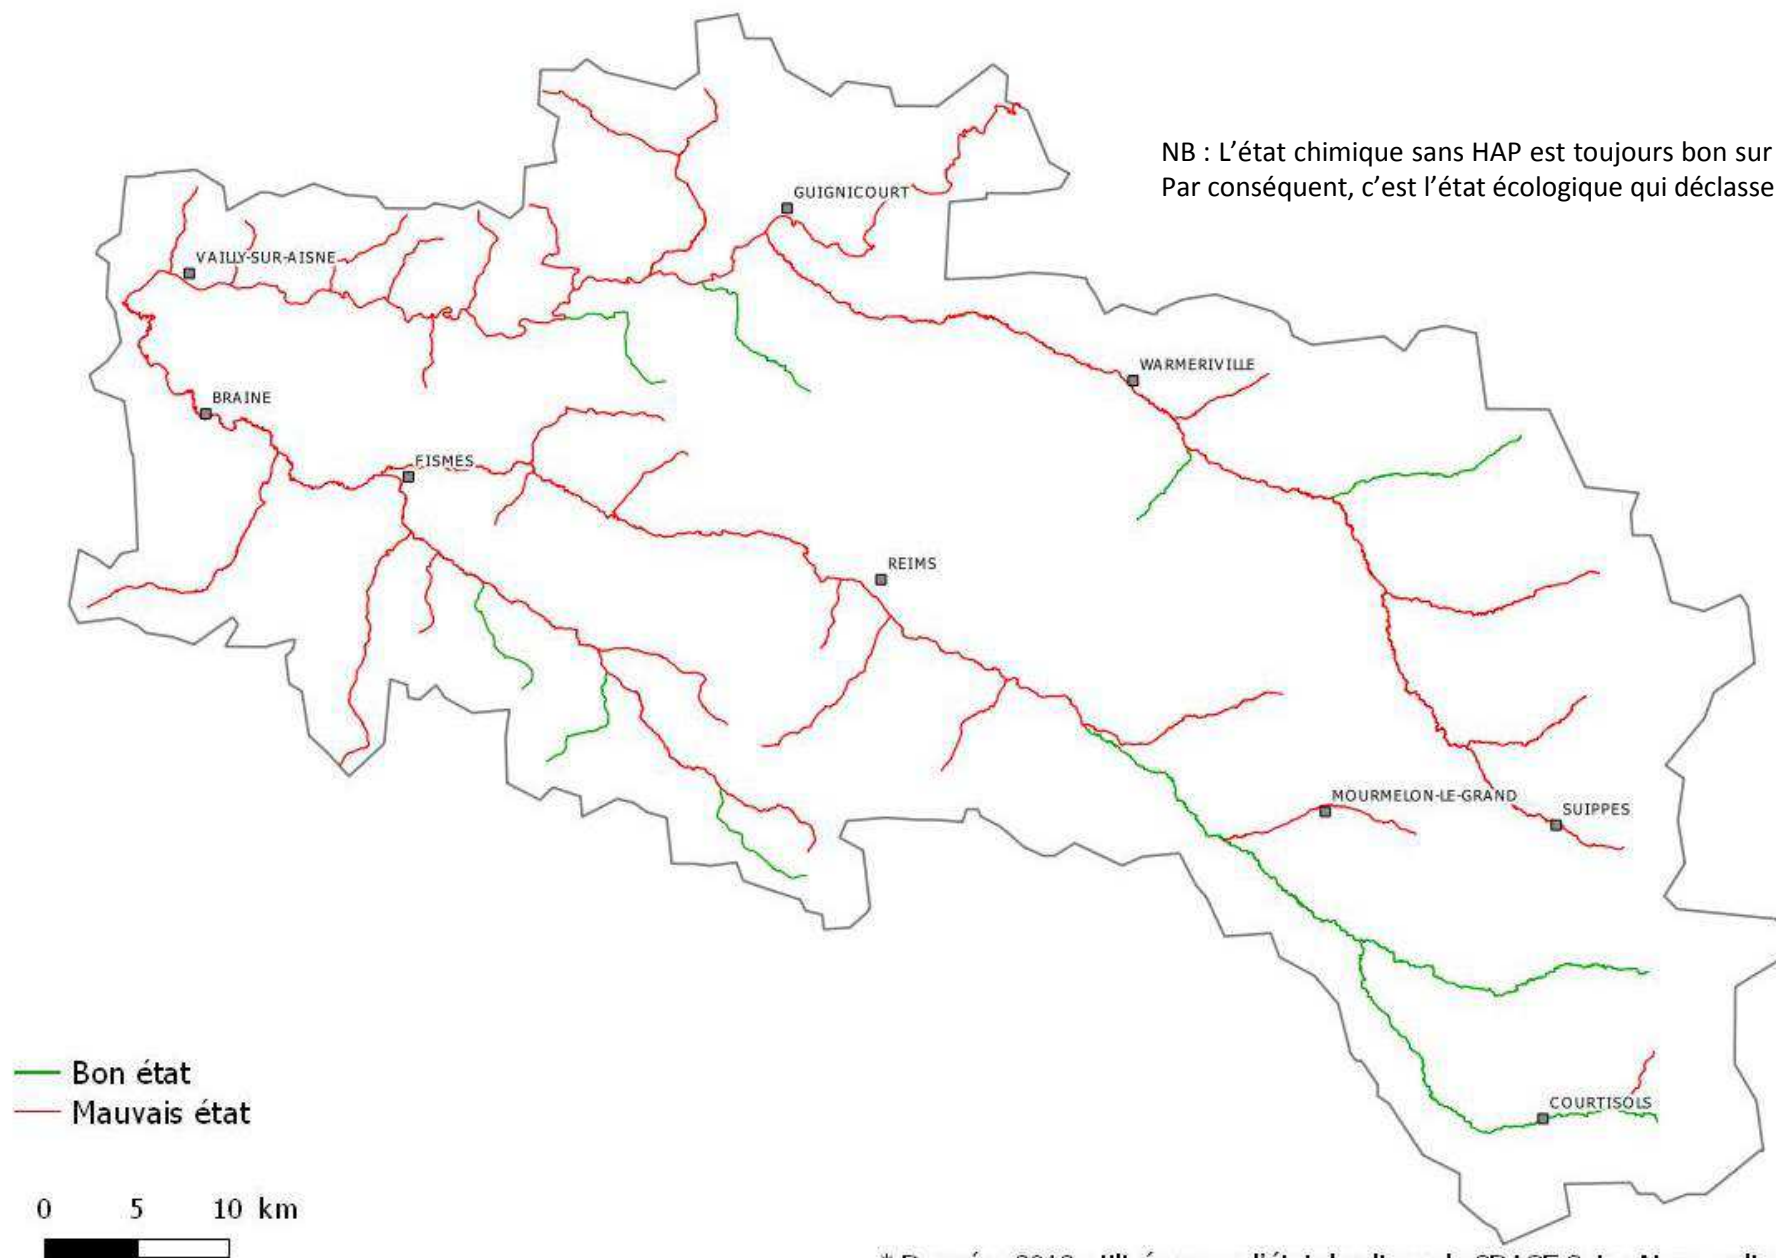 NB : L'état chimique sans HAP est toujours bon sur
Par conséquent, c'est l'état écologique qui déclasse
GUIGNICOURT
VAILLY-SUR-AISNE
WARMERIVILLE
BRAINE
FISMES
REIMS
MOURMELON-LE-GRAND
SUIPPES
COURTISOLS
Bon état
Mauvais état
0 5 10 km